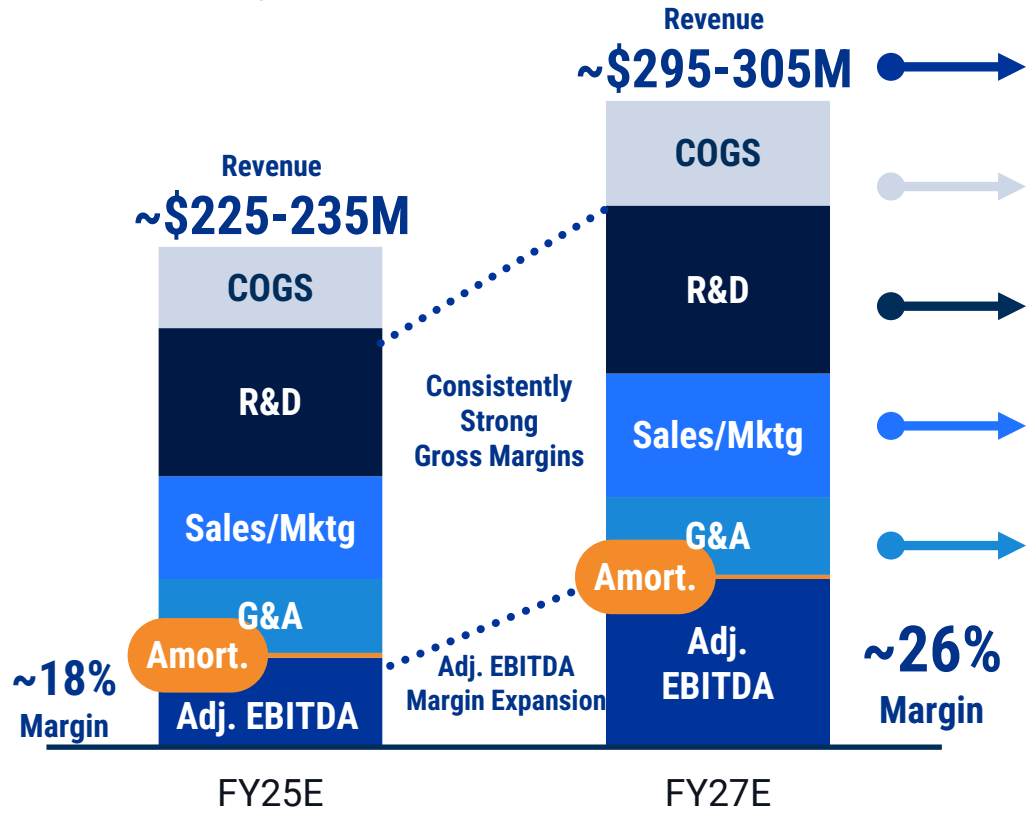 Revenue
~$295-305M
Revenue
~$225-235M
COGS
R&D
Sales/Mktg
G&A
Amort.
Adj. EBITDA
~18%
Margin
Consistently
Strong
Gross Margins
Adj. EBITDA
Margin Expansion
COGS
R&D
Sales/Mktg
G&A
Amort.
Adj.
EBITDA
~26%
Margin
FY25E
FY27E